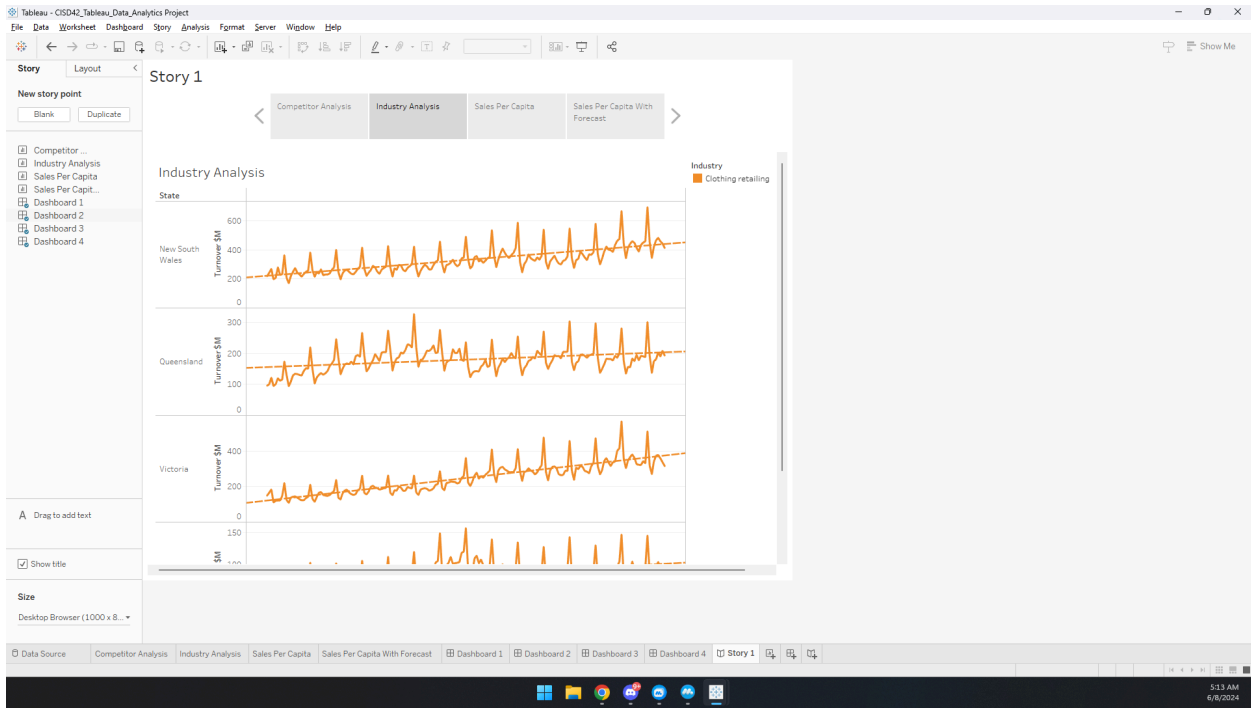 Tableau - CISD42_Tableau_Data_Analytics Project
File Data Worksheet Dashboard Story Analysis Format Server Window Help
Show Me
Story Layout
New story point
Blank Duplicate
Competitor ...
Industry Analysis
Sales Per Capita
Sales Per Capit...
Dashboard 1
Dashboard 2
Dashboard 3
Dashboard 4
A Drag to add text
Show title
Size
Desktop Browser (1000 x 8...
Story 1
Competitor Analysis
Industry Analysis
Sales Per Capita
Sales Per Capita With
Forecast
Industry Analysis
Industry
Clothing retailing
State
New South
Wales
Turnover $M
600
400
200
0
Queensland
Turnover $M
300
200
100
0
Victoria
Turnover $M
400
200
0
150
100
$M
Data Source Competitor Analysis Industry Analysis Sales Per Capita Sales Per Capita With Forecast Dashboard 1 Dashboard 2 Dashboard 3 Dashboard 4 Story 1
5:13 AM
6/8/2024